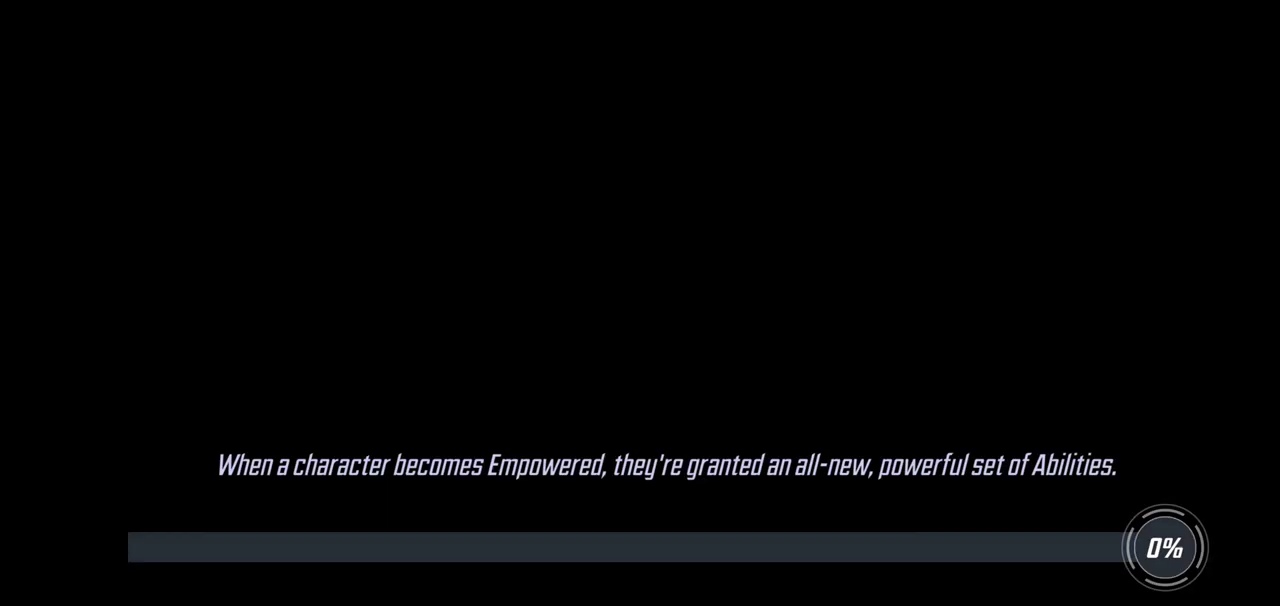 When a character becomes Empowered, they're granted an all-new, powerful set of Abilities.
0%